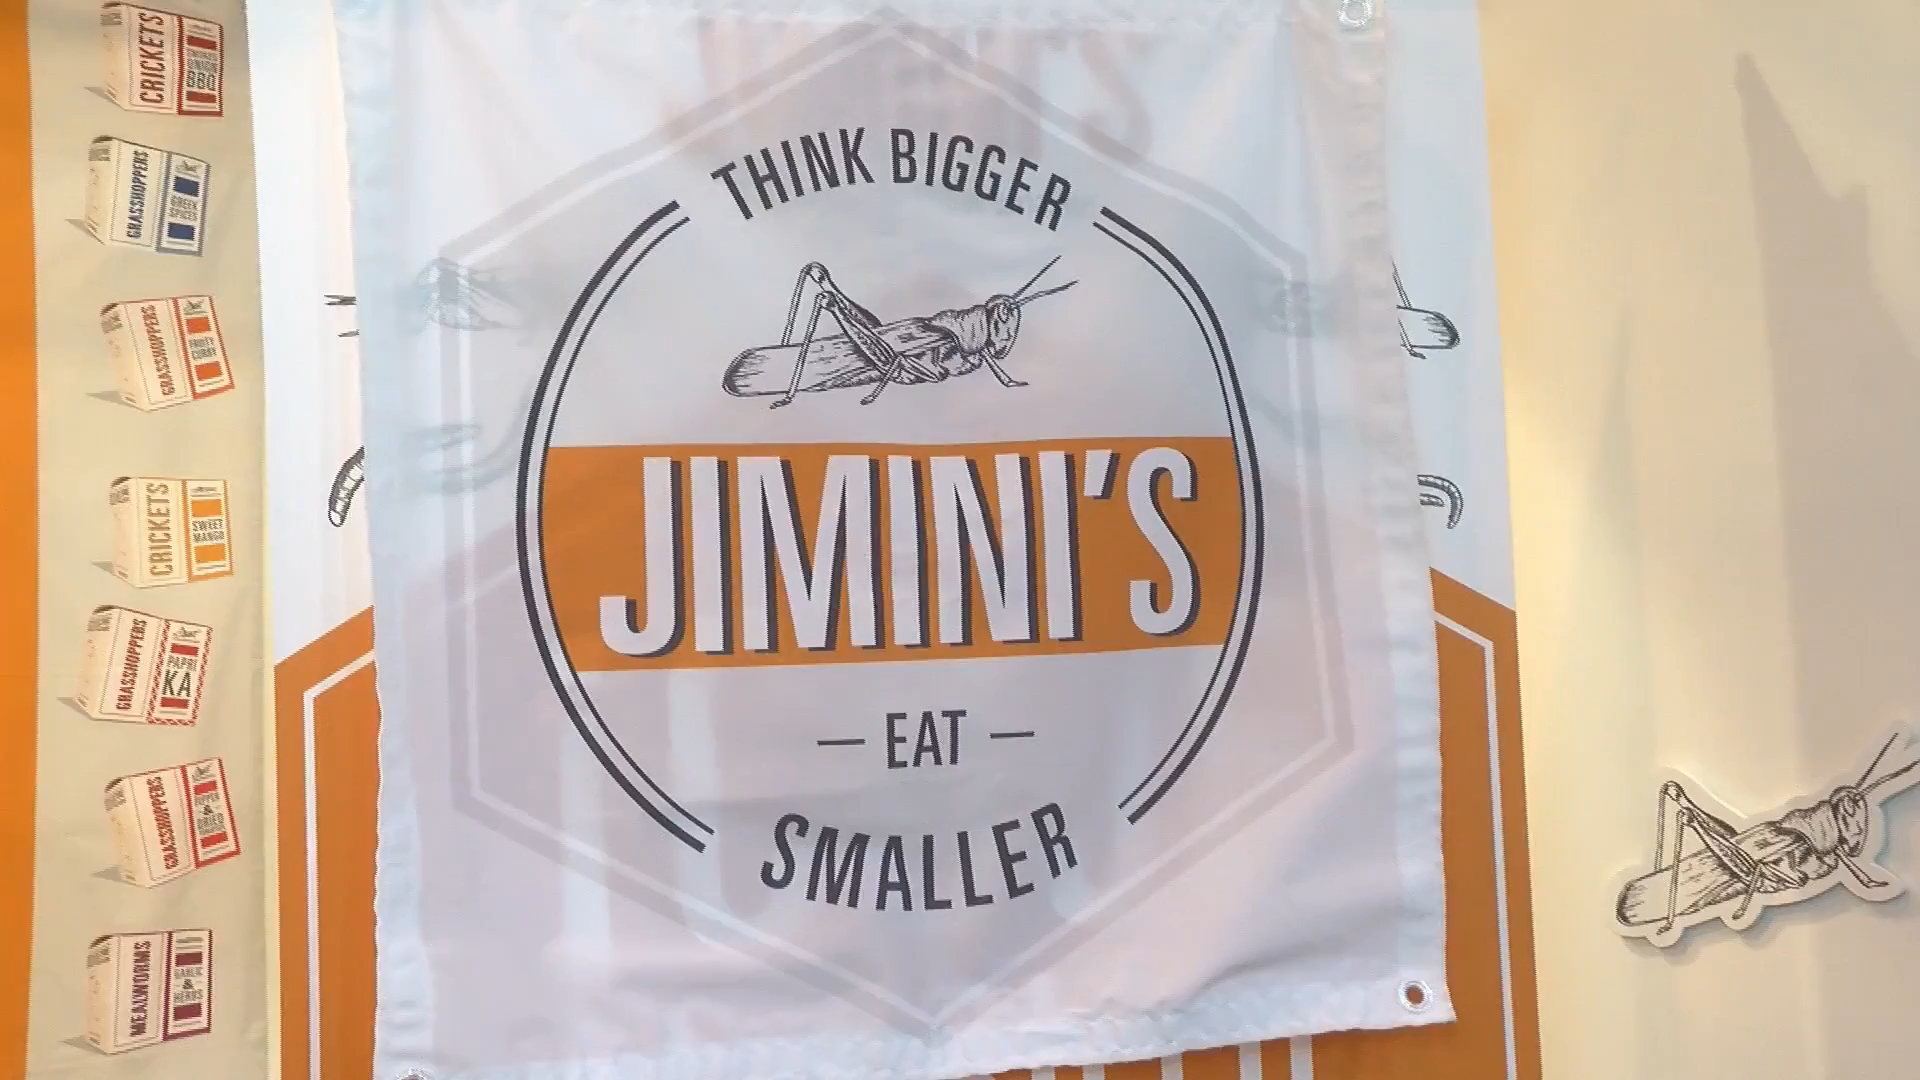 CRICKETS
SMOKED
ONION
BBQ
GRASSHOPPERS
GREEK
SPICES
GRASSHOPPERS
FRUITY
CURRY
CRICKETS
SWEET
MANGO
GRASSHOPPERS
PAPRI
KA
GRASSHOPPERS
PEPPER
&
DRIED
MEALWORMS
GARLIC
&
HERBS
THINK BIGGER
JIMINI'S
— EAT —
SMALLER